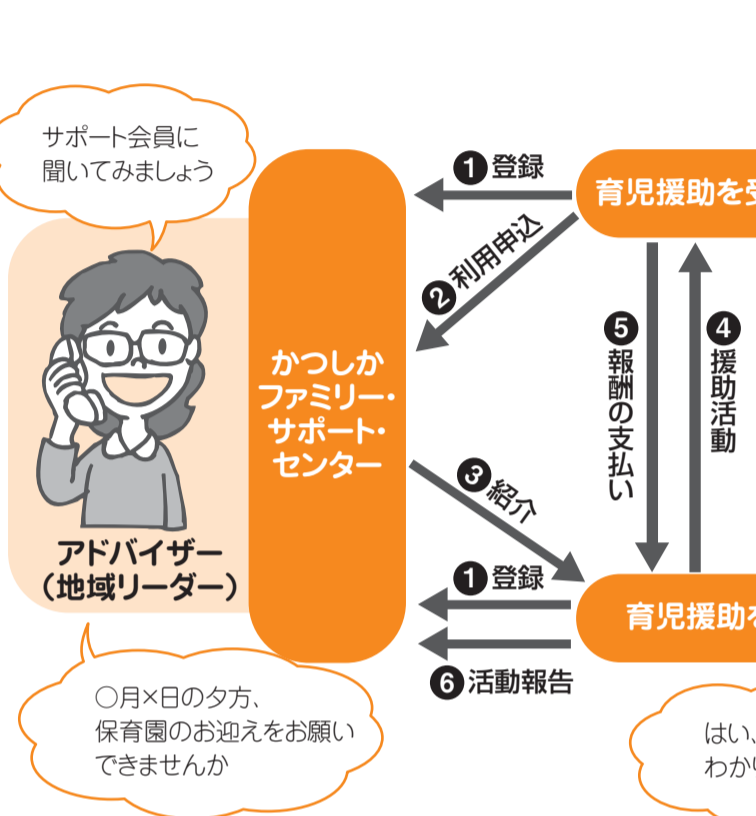 サポート会員に
聞いてみましょう
❶登録
育児援助を受
❷利用申込
かつしか
ファミリー・
サポート・
センター
❺報酬の支払い
❹援助活動
❸紹介
アドバイザー
（地域リーダー）
❶登録
育児援助を
❻活動報告
○月×日の夕方、
保育園のお迎えをお願い
できませんか
はい、
わかり